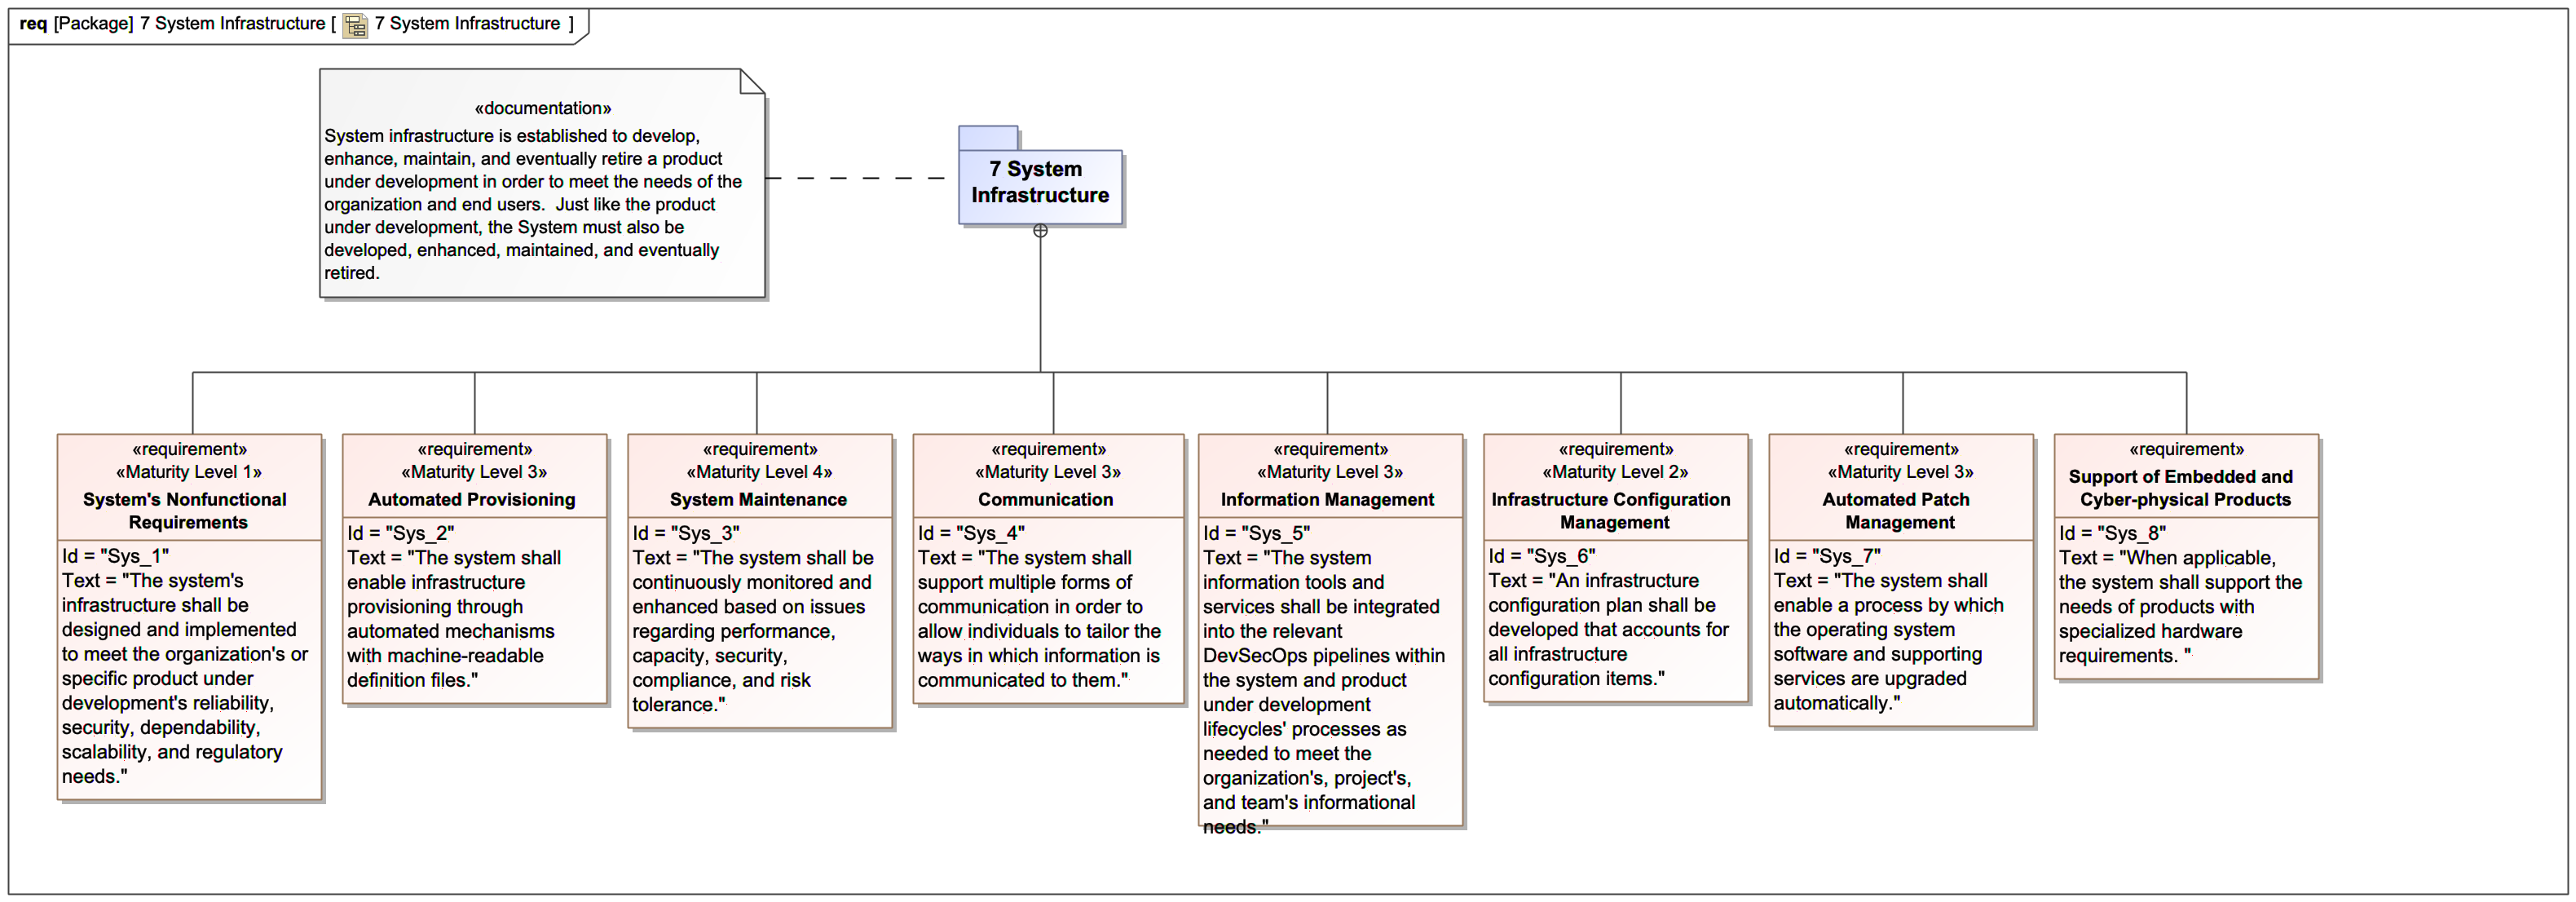 req [Package] 7 System Infrastructure [ 7 System Infrastructure ]
«documentation»
System infrastructure is established to develop,
enhance, maintain, and eventually retire a product
under development in order to meet the needs of the
organization and end users.  Just like the product
under development, the System must also be
developed, enhanced, maintained, and eventually
retired.
7 System
Infrastructure
«requirement»
«Maturity Level 1»
System's Nonfunctional
Requirements
Id = "Sys_1"
Text = "The system's
infrastructure shall be
designed and implemented
to meet the organization's or
specific product under
development's reliability,
security, dependability,
scalability, and regulatory
needs."
«requirement»
«Maturity Level 3»
Automated Provisioning
Id = "Sys_2"
Text = "The system shall
enable infrastructure
provisioning through
automated mechanisms
with machine-readable
definition files."
«requirement»
«Maturity Level 4»
System Maintenance
Id = "Sys_3"
Text = "The system shall be
continuously monitored and
enhanced based on issues
regarding performance,
capacity, security,
compliance, and risk
tolerance."
«requirement»
«Maturity Level 3»
Communication
Id = "Sys_4"
Text = "The system shall
support multiple forms of
communication in order to
allow individuals to tailor the
ways in which information is
communicated to them."
«requirement»
«Maturity Level 3»
Information Management
Id = "Sys_5"
Text = "The system
information tools and
services shall be integrated
into the relevant
DevSecOps pipelines within
the system and product
under development
lifecycles' processes as
needed to meet the
organization's, project's,
and team's informational
needs."
«requirement»
«Maturity Level 2»
Infrastructure Configuration
Management
Id = "Sys_6"
Text = "An infrastructure
configuration plan shall be
developed that accounts for
all infrastructure
configuration items."
«requirement»
«Maturity Level 3»
Automated Patch
Management
Id = "Sys_7"
Text = "The system shall
enable a process by which
the operating system
software and supporting
services are upgraded
automatically."
«requirement»
Support of Embedded and
Cyber-physical Products
Id = "Sys_8"
Text = "When applicable,
the system shall support the
needs of products with
specialized hardware
requirements. "